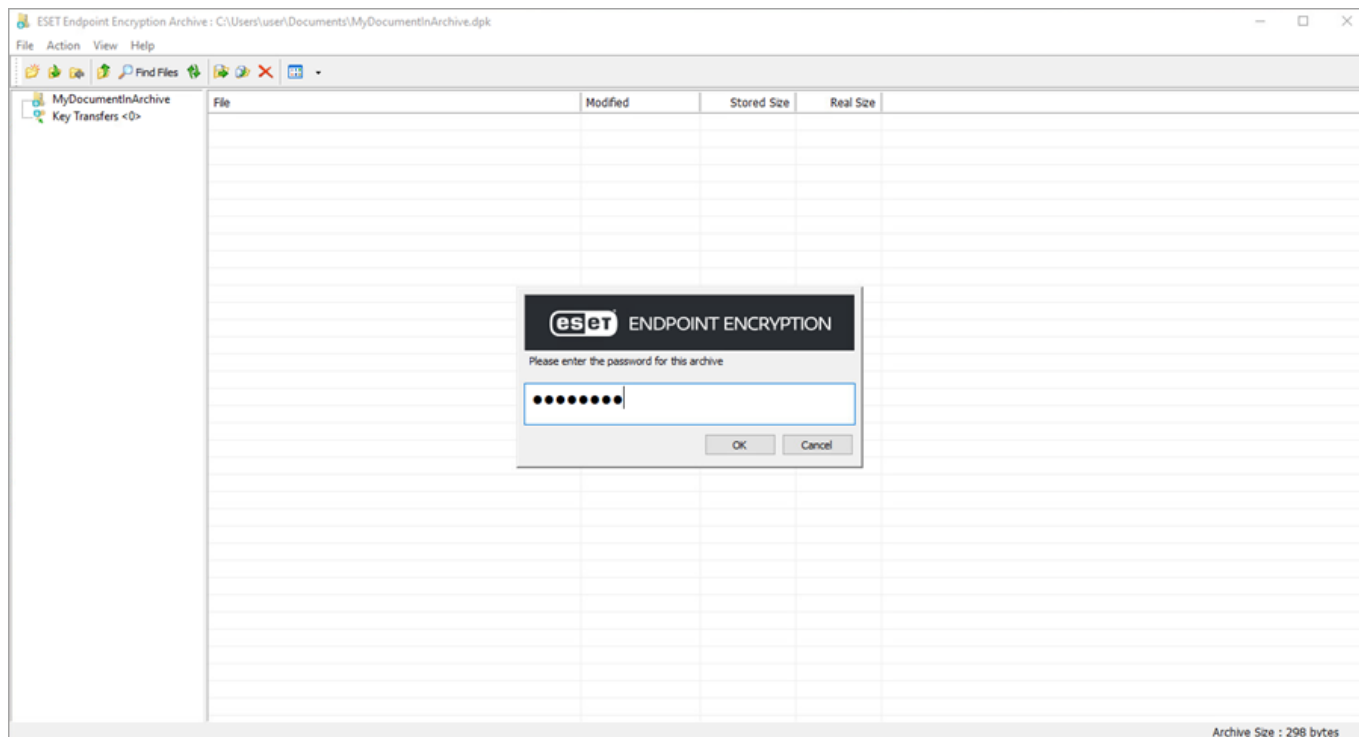 ESET Endpoint Encryption Archive : C:\Users\user\Documents\MyDocumentInArchive.dpk
File Action View Help
Find Files
MyDocumentInArchive
Key Transfers <0>
File Modified Stored Size Real Size
eset ENDPOINT ENCRYPTION
Please enter the password for this archive
●●●●●●●●
OK Cancel
Archive Size : 298 bytes